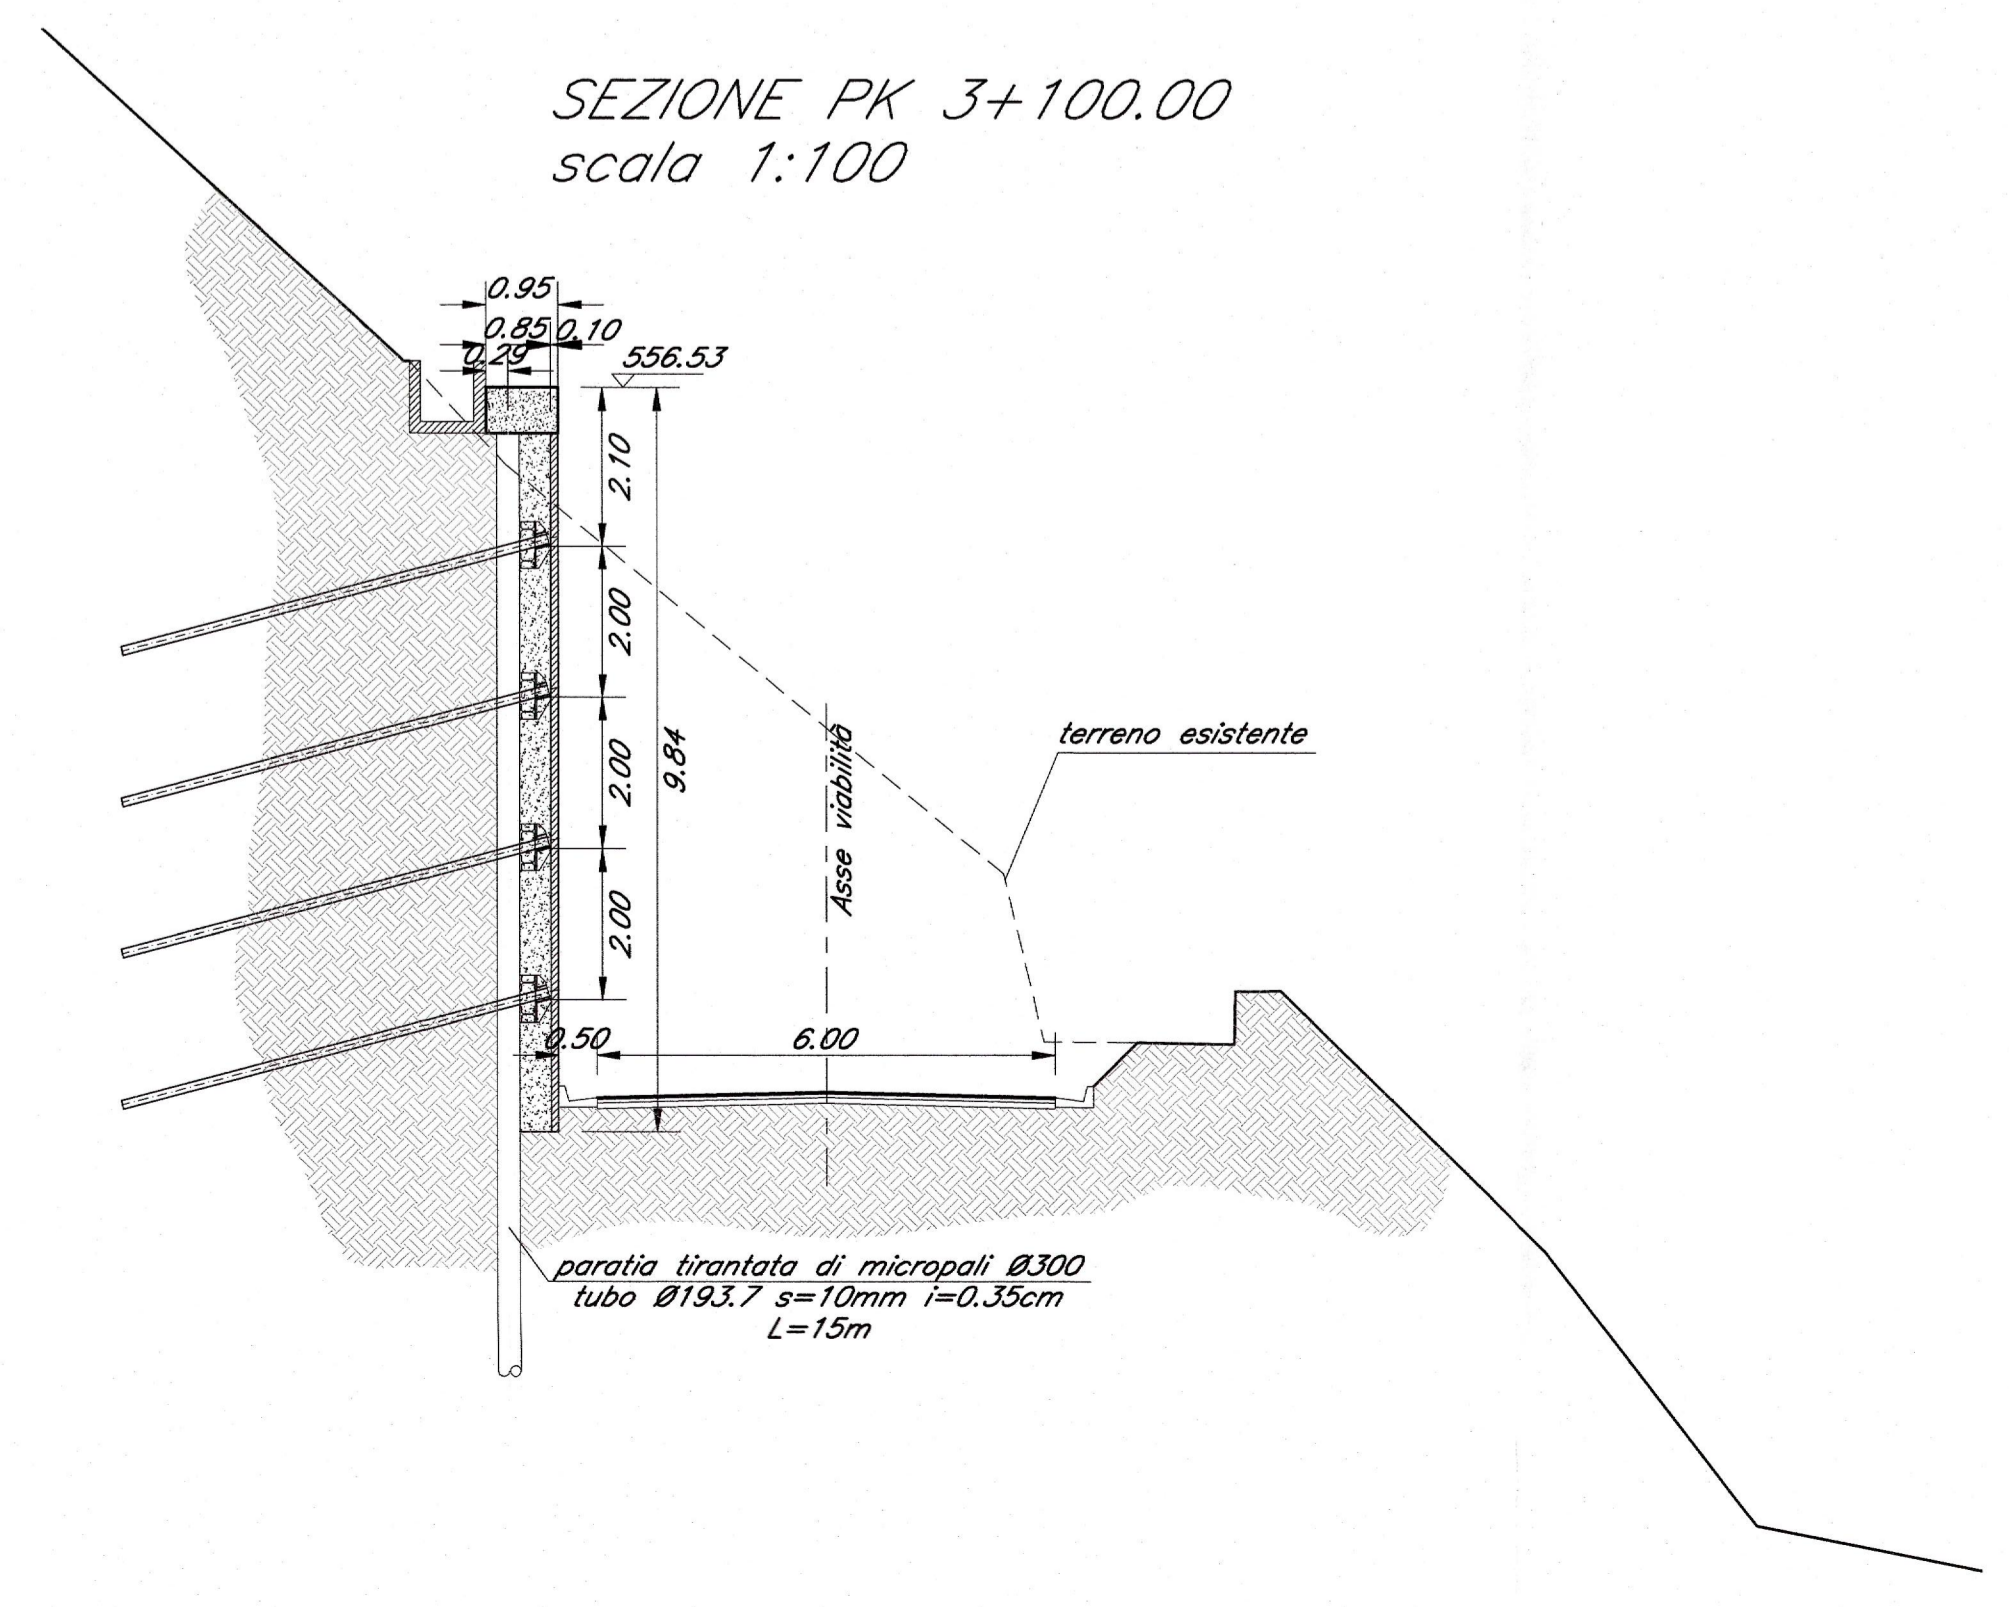 SEZIONE PK 3+100.00
scala 1:100
0.95
0.85
0.10
0.29
556.53
2.10
2.00
2.00
2.00
9.84
Asse viabilità
terreno esistente
0.50
6.00
paratia tirantata di micropali Ø300
tubo Ø193.7 s=10mm i=0.35cm
L=15m